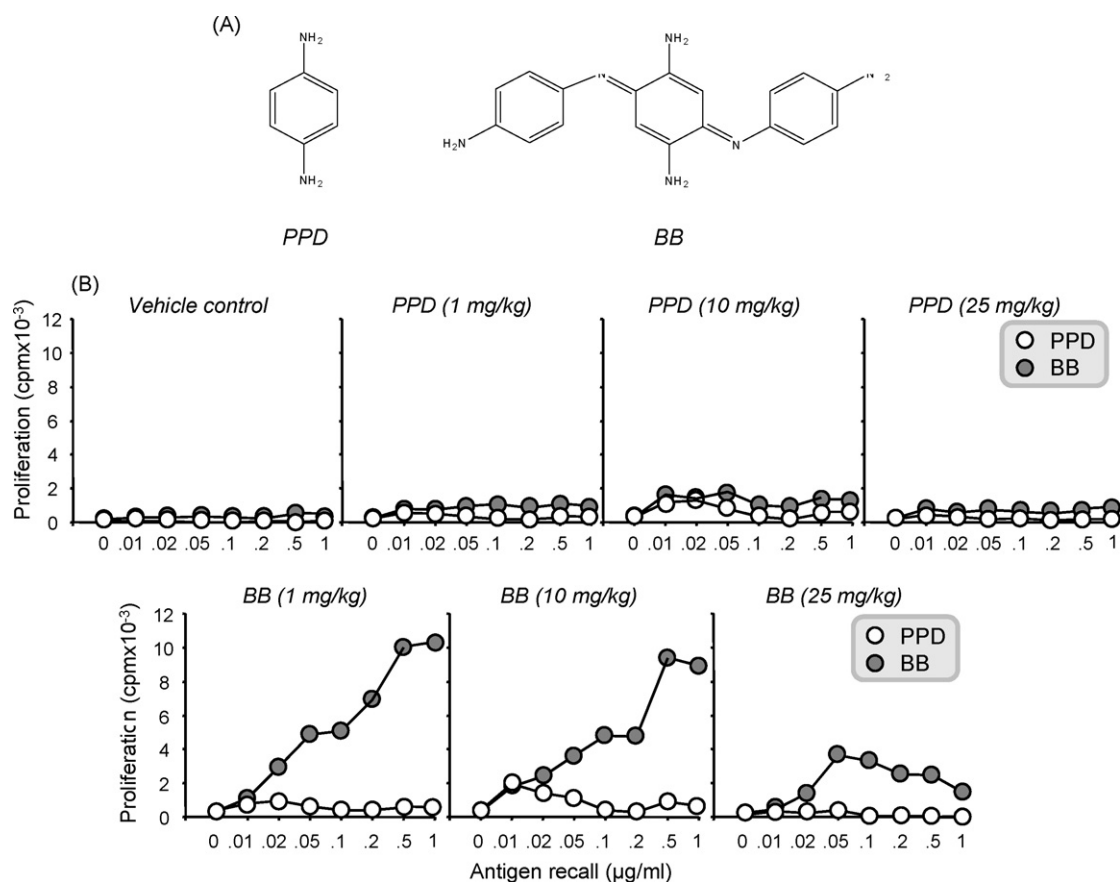 (A)
NH2
NH2
PPD
NH2
N
N 2
H2N
N
NH2
BB
(B)
Vehicle control
PPD (1 mg/kg)
PPD (10 mg/kg)
PPD (25 mg/kg)
Proliferation (cpmx10-3)
12
10
8
6
4
2
0
PPD
BB
0 .01 .02 .05 .1 .2 .5 1
0 .01 .02 .05 .1 .2 .5 1
0 .01 .02 .05 .1 .2 .5 1
0 .01 .02 .05 .1 .2 .5 1
BB (1 mg/kg)
BB (10 mg/kg)
BB (25 mg/kg)
Proliferation (cpmx10-3)
12
10
8
6
4
2
0
PPD
BB
0 .01 .02 .05 .1 .2 .5 1
0 .01 .02 .05 .1 .2 .5 1
0 .01 .02 .05 .1 .2 .5 1
Antigen recall (µg/ml)